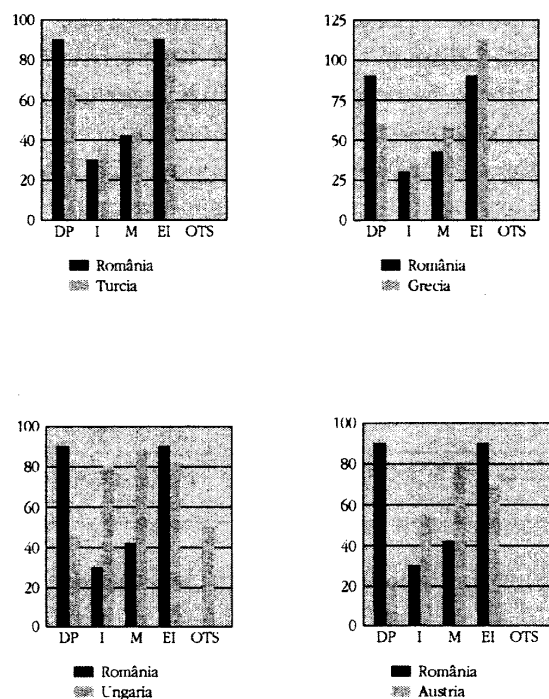 100
80
60
40
20
0
DP I M EI OTS
România
Turcia
125
100
75
50
25
0
DP I M EI OTS
România
Grecia
100
80
60
40
20
0
DP I M EI OTS
România
Ungaria
100
80
60
40
20
0
DP I M EI OTS
România
Austria